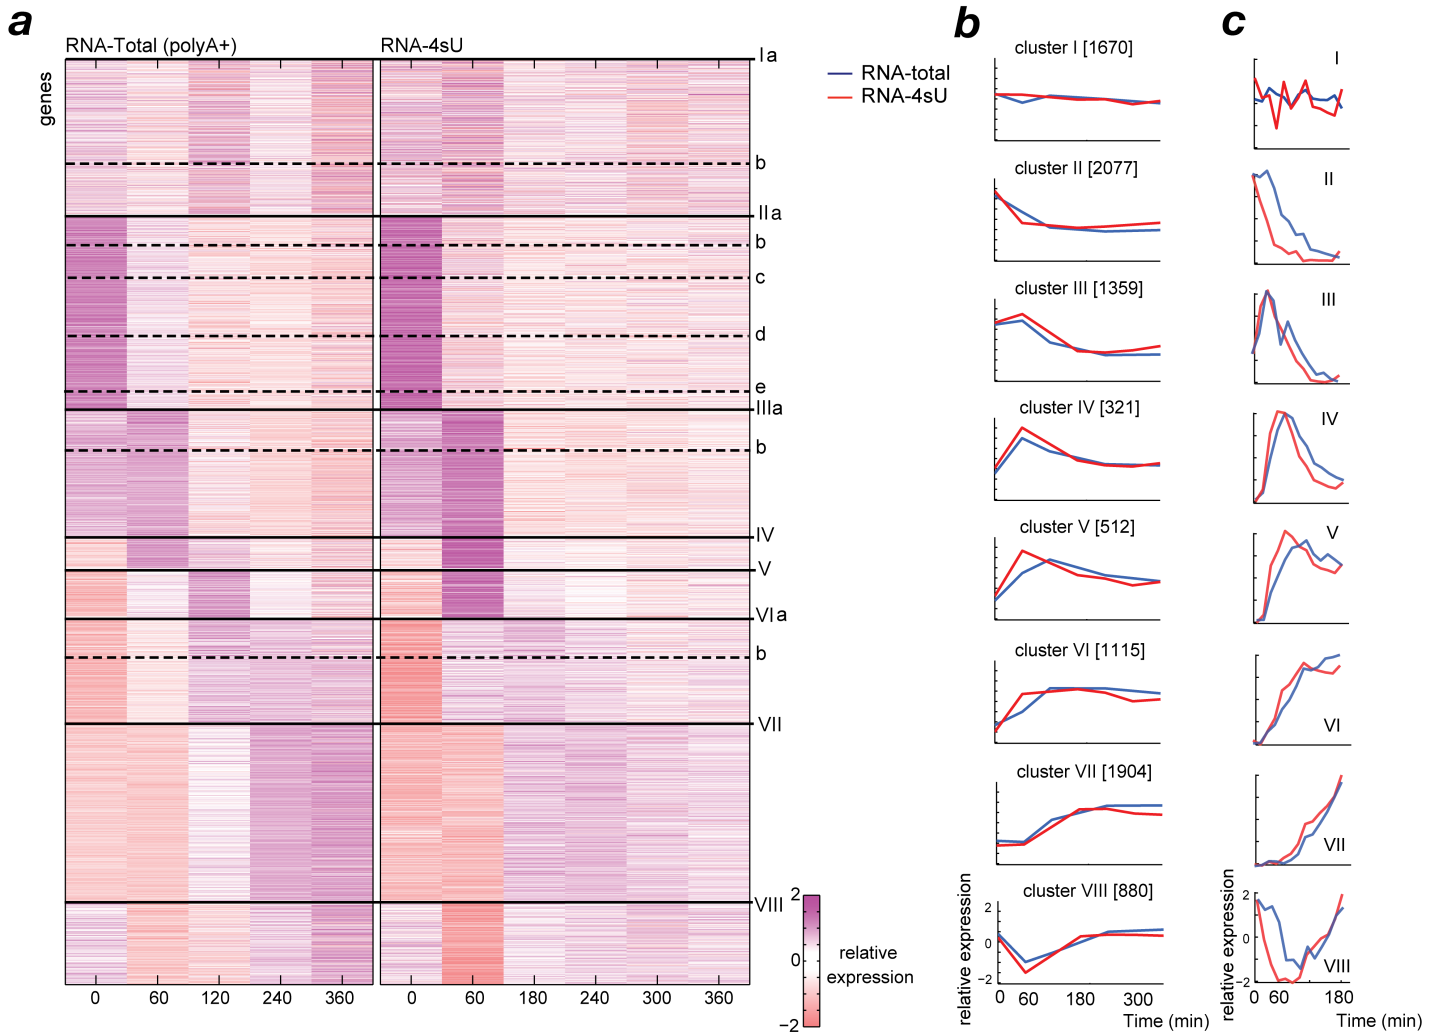 a
b
c
RNA-Total (polyA+)
RNA-4sU
genes
I a
b
II a
b
c
d
e
IIIa
b
IV
V
VI a
b
VII
VIII
0 60 120 240 360
0 60 180 240 300 360
2
0
−2
relative
expression
RNA-total
RNA-4sU
cluster I [1670]
cluster II [2077]
cluster III [1359]
cluster IV [321]
cluster V [512]
cluster VI [1115]
cluster VII [1904]
cluster VIII [880]
relative expression
2
0
−2
0 60 180 300
Time (min)
I
II
III
IV
V
VI
VII
VIII
relative expression
2
0
−2
0 60 180
Time (min)